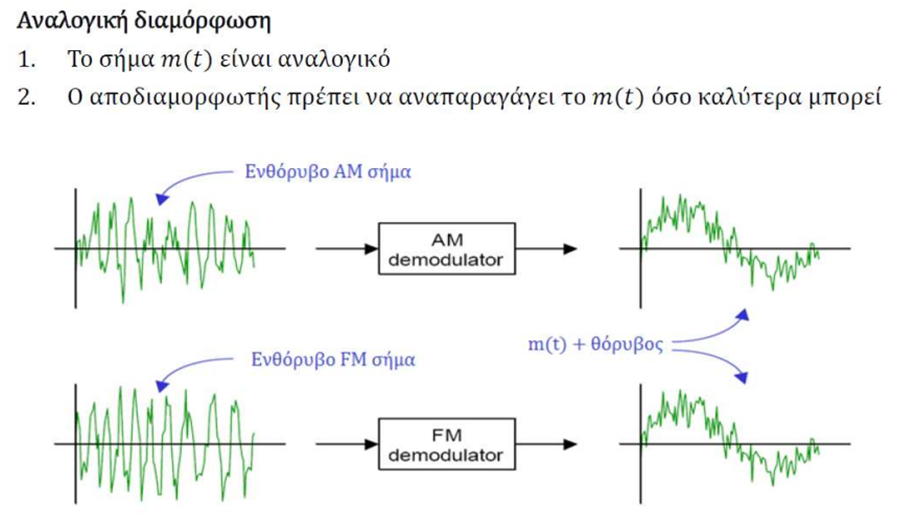 Αναλογική διαμόρφωση
1. Το σήμα m(t) είναι αναλογικό
2. Ο αποδιαμορφωτής πρέπει να αναπαραγάγει το m(t) όσο καλύτερα μπορεί
Ενθόρυβο AM σήμα
AM
demodulator
m(t) + θόρυβος
Ενθόρυβο FM σήμα
FM
demodulator